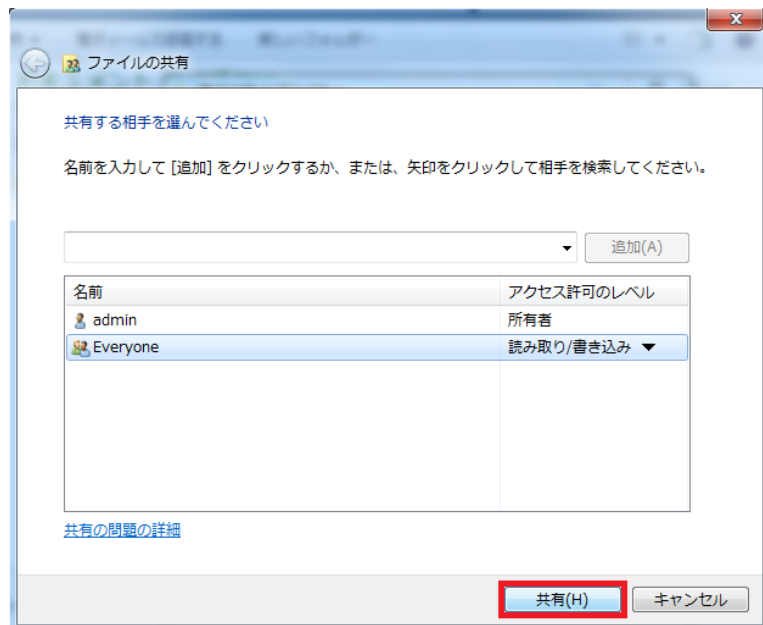 ファイルの共有
共有する相手を選んでください
名前を入力して [追加] をクリックするか、または、矢印をクリックして相手を検索してください。
追加(A)
名前 アクセス許可のレベル
admin 所有者
Everyone 読み取り/書き込み
共有の問題の詳細
共有(H) キャンセル